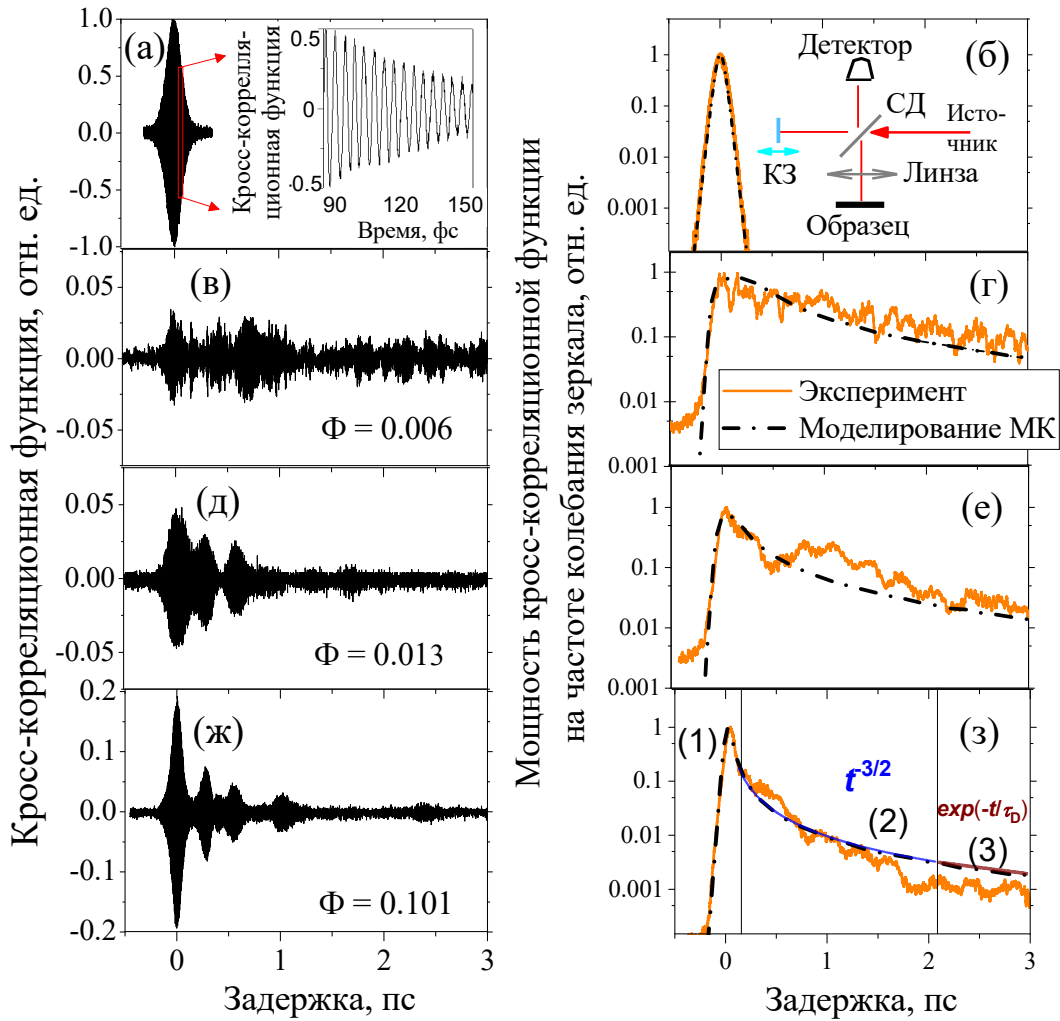 Кросс-корреляционная функция, отн. ед.
(а)
1.0
0.5
0.0
-0.5
-1.0
Кросс-коррелля-
ционная функция
0.5
0
-0.5
90 120 150
Время, фс
(в)
0.05
0.00
-0.05
Φ = 0.006
(д)
0.05
0.00
-0.05
Φ = 0.013
(ж)
0.2
0.1
0.0
-0.1
-0.2
Φ = 0.101
0 1 2 3
Задержка, пс
Мощность кросс-корреляционной функции
на частоте колебания зеркала, отн. ед.
(б)
1
0.1
0.01
0.001
Детектор
СД
Исто-
чник
КЗ
Линза
Образец
(г)
1
0.1
0.01
0.001
Эксперимент
Моделирование МК
(е)
1
0.1
0.01
0.001
(з)
1
0.1
0.01
0.001
(1)
t^-3/2
(2)
exp(-t/τ_D)
(3)
0 1 2 3
Задержка, пс